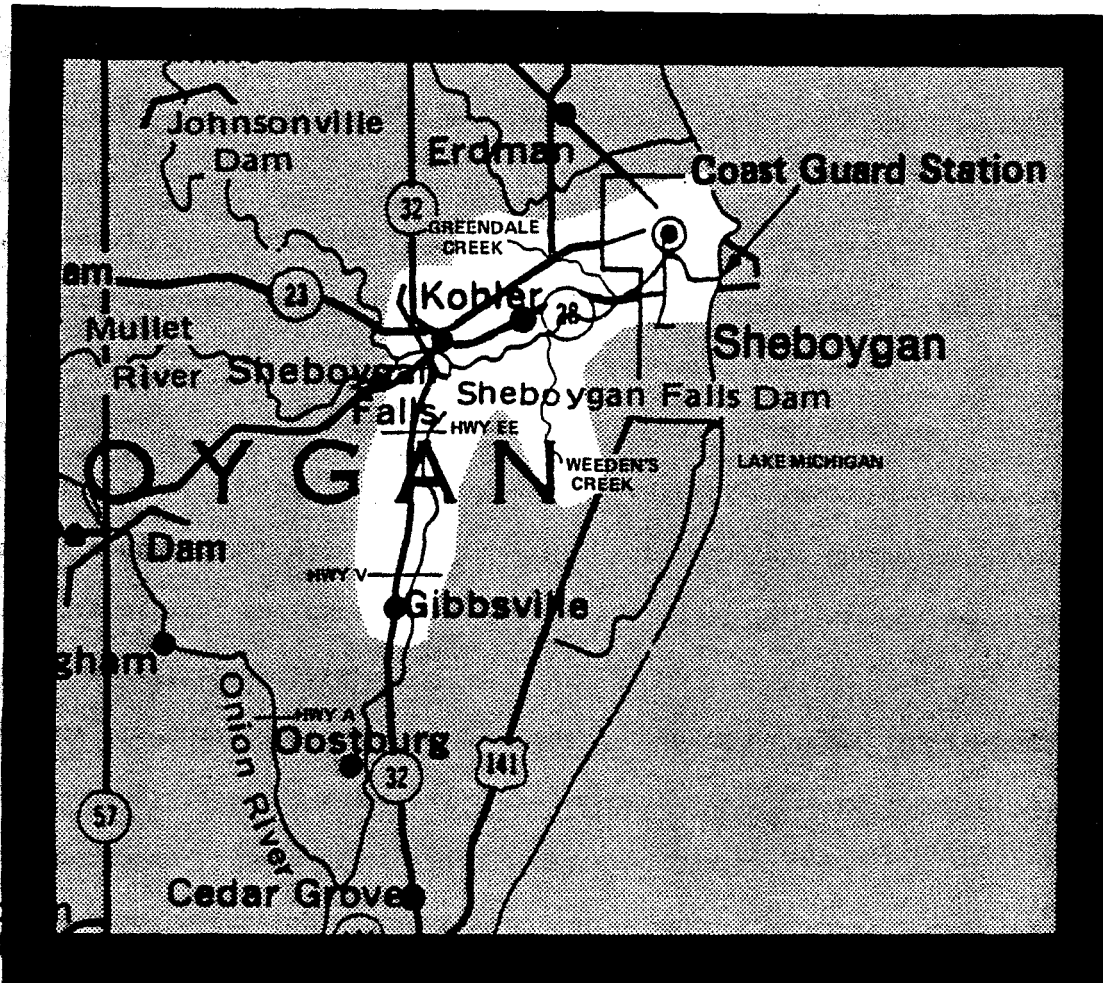 Johnsonville
Dam
Erdman
Coast Guard Station
32
GREENDALE
CREEK
am
23
Kohler
28
Mullet
River
Sheboygan
Sheboygan
Falls
Sheboygan Falls Dam
HWY EE
OYGAN
WEEDEN'S
CREEK
LAKE MICHIGAN
Dam
HWY V
Gibbsville
gham
Onion River
HWY A
Oostburg
32
141
57
Cedar Grove
n